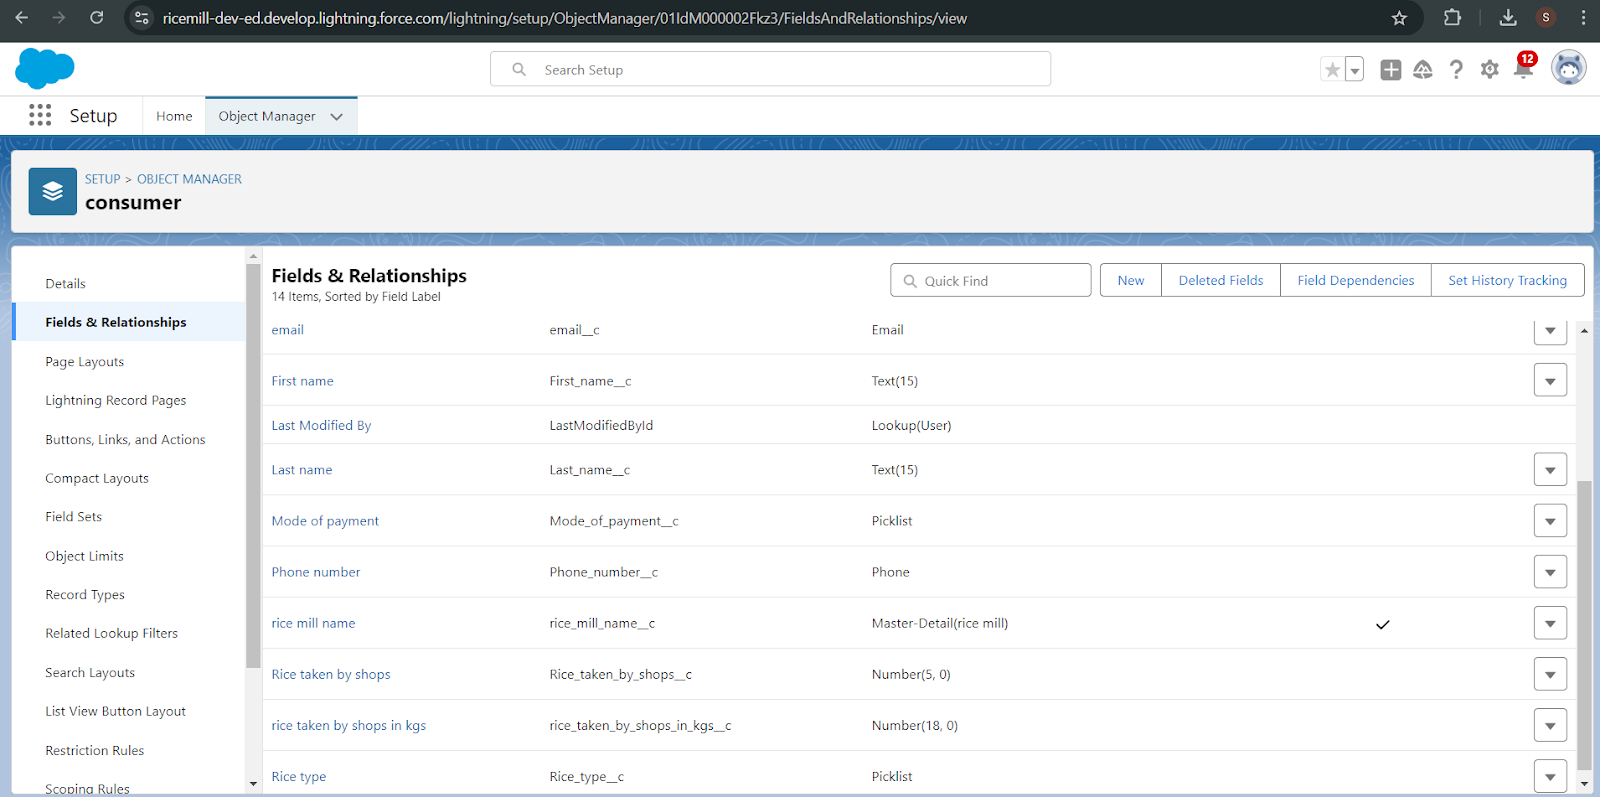 ricemill-dev-ed.develop.lightning.force.com/lightning/setup/ObjectManager/01IdM000002Fkz3/FieldsAndRelationships/view
S
Search Setup
12
Setup Home Object Manager
SETUP > OBJECT MANAGER
consumer
Details
Fields & Relationships
Page Layouts
Lightning Record Pages
Buttons, Links, and Actions
Compact Layouts
Field Sets
Object Limits
Record Types
Related Lookup Filters
Search Layouts
List View Button Layout
Restriction Rules
Scoping Rules
Fields & Relationships
14 Items, Sorted by Field Label
Quick Find New Deleted Fields Field Dependencies Set History Tracking
email email__c Email
First name First_name__c Text(15)
Last Modified By LastModifiedById Lookup(User)
Last name Last_name__c Text(15)
Mode of payment Mode_of_payment__c Picklist
Phone number Phone_number__c Phone
rice mill name rice_mill_name__c Master-Detail(rice mill)
Rice taken by shops Rice_taken_by_shops__c Number(5, 0)
rice taken by shops in kgs rice_taken_by_shops_in_kgs__c Number(18, 0)
Rice type Rice_type__c Picklist